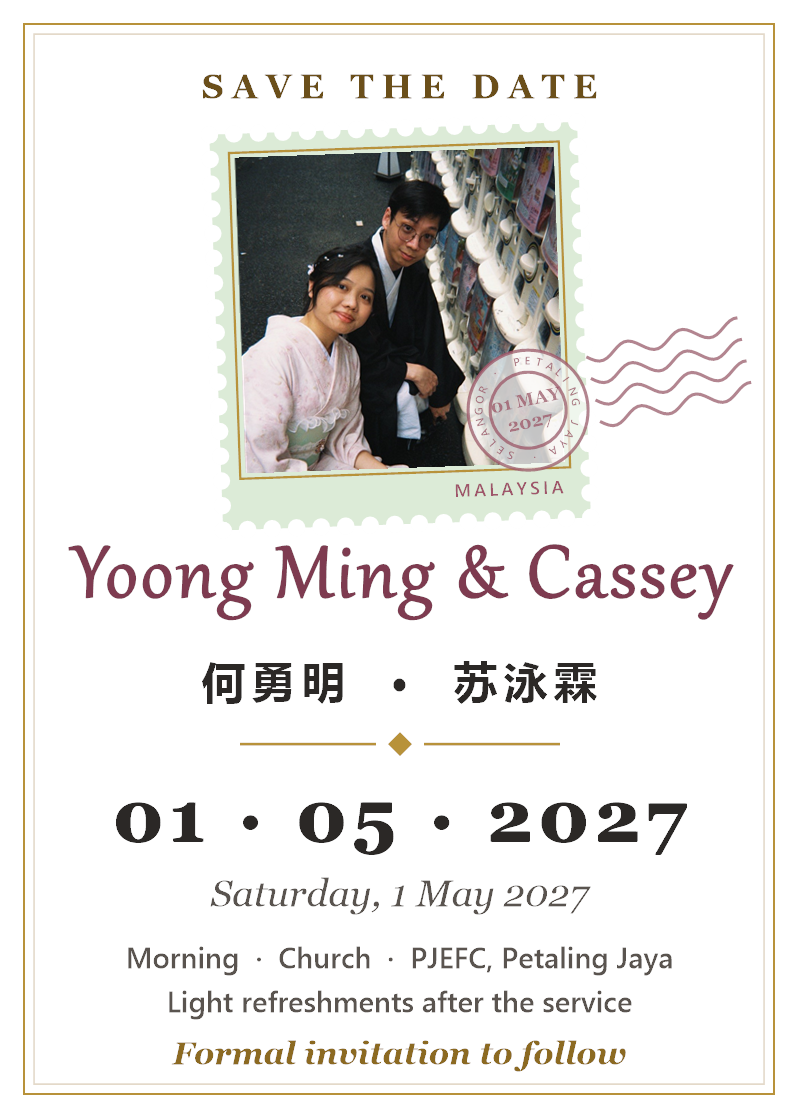 SAVE THE DATE
PETALING JAYA · SELANGOR ·
01 MAY
2027
MALAYSIA
Yoong Ming & Cassey
何勇明 • 苏泳霖
01 • 05 • 2027
Saturday, 1 May 2027
Morning · Church · PJEFC, Petaling Jaya
Light refreshments after the service
Formal invitation to follow